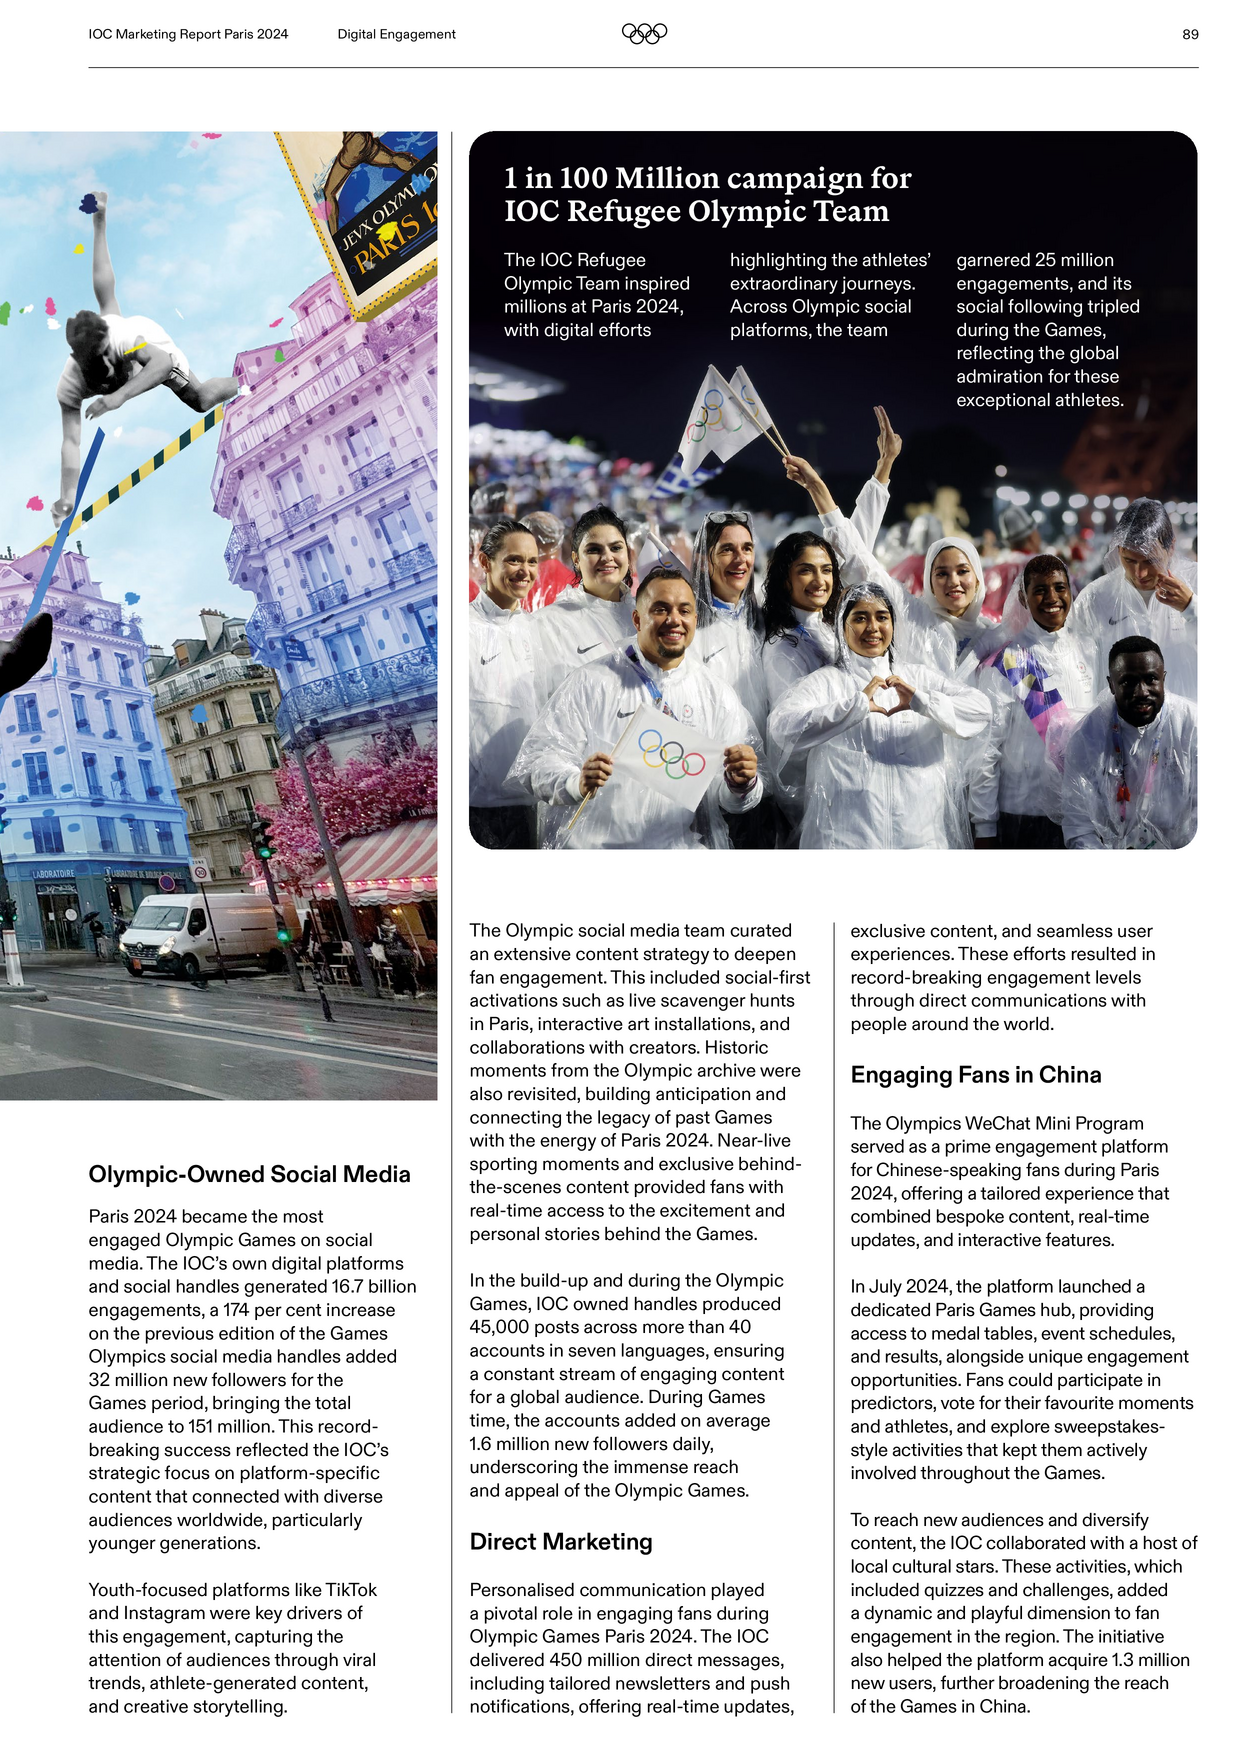 IOC Marketing Report Paris 2024
Digital Engagement
89
JEVX OLYMPIQU
PARIS 19
LABORATOIRE
LABORATOIRE DE BIOLOGIE MÉDICALE
ZONE
30
1 in 100 Million campaign for
IOC Refugee Olympic Team
The IOC Refugee
Olympic Team inspired
millions at Paris 2024,
with digital efforts
highlighting the athletes’
extraordinary journeys.
Across Olympic social
platforms, the team
garnered 25 million
engagements, and its
social following tripled
during the Games,
reflecting the global
admiration for these
exceptional athletes.
Olympic-Owned Social Media
Paris 2024 became the most
engaged Olympic Games on social
media. The IOC’s own digital platforms
and social handles generated 16.7 billion
engagements, a 174 per cent increase
on the previous edition of the Games
Olympics social media handles added
32 million new followers for the
Games period, bringing the total
audience to 151 million. This record-
breaking success reflected the IOC’s
strategic focus on platform-specific
content that connected with diverse
audiences worldwide, particularly
younger generations.
Youth-focused platforms like TikTok
and Instagram were key drivers of
this engagement, capturing the
attention of audiences through viral
trends, athlete-generated content,
and creative storytelling.
The Olympic social media team curated
an extensive content strategy to deepen
fan engagement. This included social-first
activations such as live scavenger hunts
in Paris, interactive art installations, and
collaborations with creators. Historic
moments from the Olympic archive were
also revisited, building anticipation and
connecting the legacy of past Games
with the energy of Paris 2024. Near-live
sporting moments and exclusive behind-
the-scenes content provided fans with
real-time access to the excitement and
personal stories behind the Games.
In the build-up and during the Olympic
Games, IOC owned handles produced
45,000 posts across more than 40
accounts in seven languages, ensuring
a constant stream of engaging content
for a global audience. During Games
time, the accounts added on average
1.6 million new followers daily,
underscoring the immense reach
and appeal of the Olympic Games.
Direct Marketing
Personalised communication played
a pivotal role in engaging fans during
Olympic Games Paris 2024. The IOC
delivered 450 million direct messages,
including tailored newsletters and push
notifications, offering real-time updates,
exclusive content, and seamless user
experiences. These efforts resulted in
record-breaking engagement levels
through direct communications with
people around the world.
Engaging Fans in China
The Olympics WeChat Mini Program
served as a prime engagement platform
for Chinese-speaking fans during Paris
2024, offering a tailored experience that
combined bespoke content, real-time
updates, and interactive features.
In July 2024, the platform launched a
dedicated Paris Games hub, providing
access to medal tables, event schedules,
and results, alongside unique engagement
opportunities. Fans could participate in
predictors, vote for their favourite moments
and athletes, and explore sweepstakes-
style activities that kept them actively
involved throughout the Games.
To reach new audiences and diversify
content, the IOC collaborated with a host of
local cultural stars. These activities, which
included quizzes and challenges, added
a dynamic and playful dimension to fan
engagement in the region. The initiative
also helped the platform acquire 1.3 million
new users, further broadening the reach
of the Games in China.